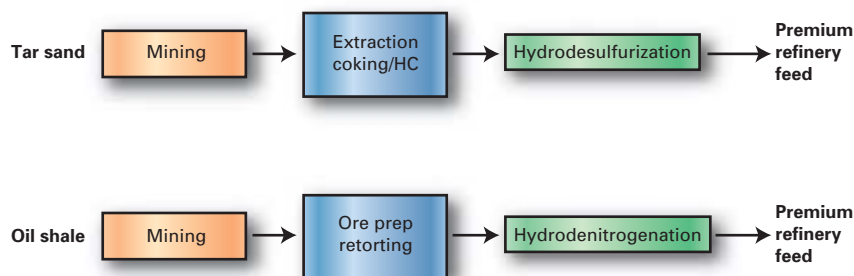 Tar sand
Mining
Extraction
coking/HC
Hydrodesulfurization
Premium
refinery
feed
Oil shale
Mining
Ore prep
retorting
Hydrodenitrogenation
Premium
refinery
feed